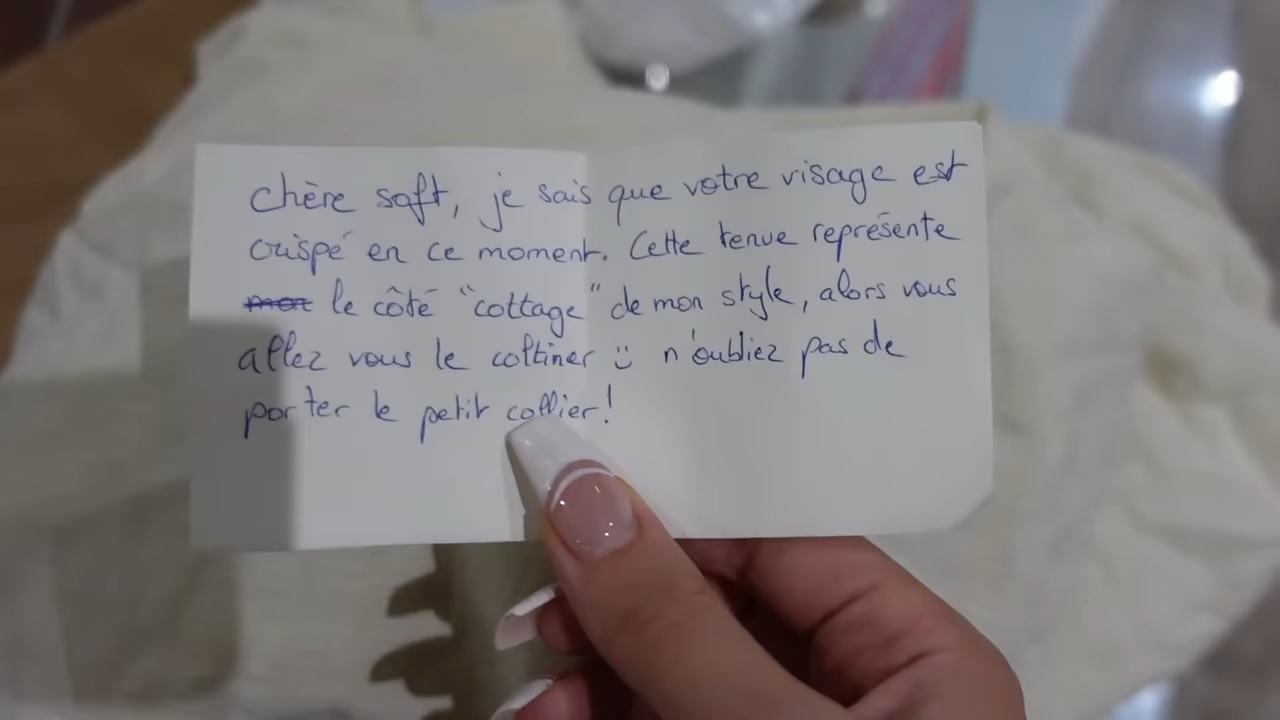 Chère soft, je sais que votre visage est
crispé en ce moment. Cette tenue représente
mon le côté "cottage" de mon style, alors vous
allez vous le coltiner :) n'oubliez pas de
porter le petit collier!